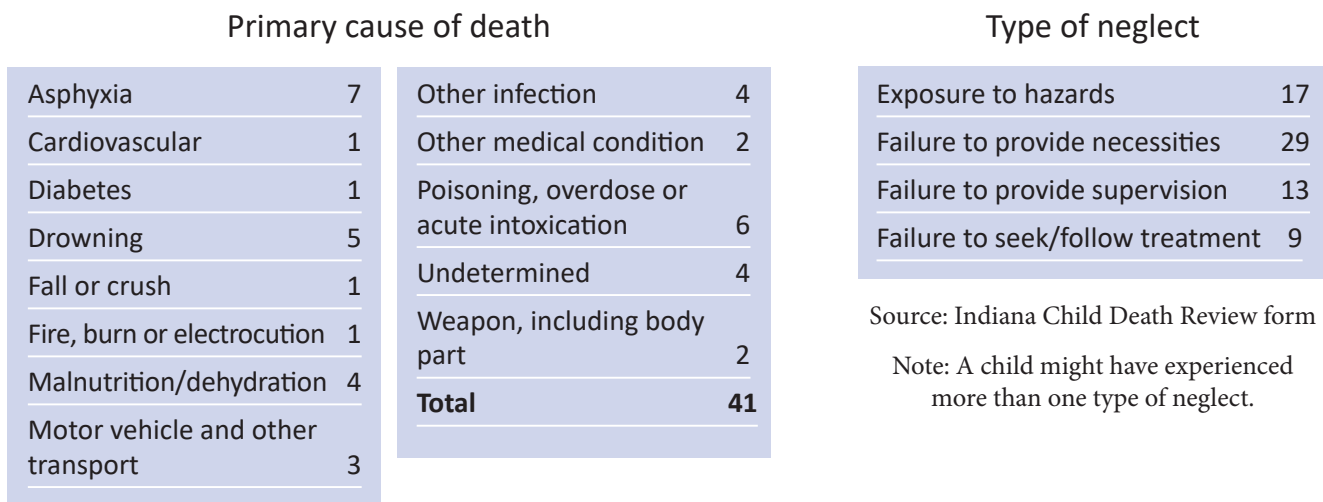 Primary cause of death
Asphyxia 7
Cardiovascular 1
Diabetes 1
Drowning 5
Fall or crush 1
Fire, burn or electrocution 1
Malnutrition/dehydration 4
Motor vehicle and other
transport 3
Other infection 4
Other medical condition 2
Poisoning, overdose or
acute intoxication 6
Undetermined 4
Weapon, including body
part 2
Total 41
Type of neglect
Exposure to hazards 17
Failure to provide necessities 29
Failure to provide supervision 13
Failure to seek/follow treatment 9
Source: Indiana Child Death Review form
Note: A child might have experienced
more than one type of neglect.